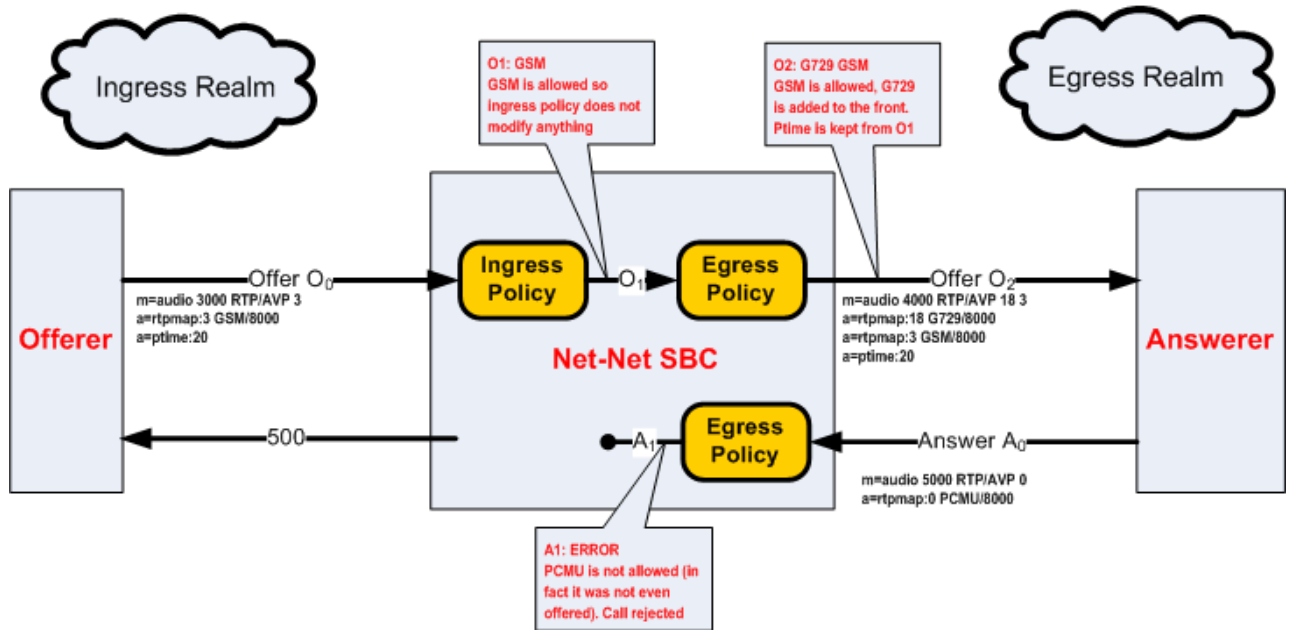 Ingress Realm
O1: GSM
GSM is allowed so
ingress policy does not
modify anything
O2: G729 GSM
GSM is allowed, G729
is added to the front.
Ptime is kept from O1
Egress Realm
Offerer
Offer O₀
m=audio 3000 RTP/AVP 3
a=rtpmap:3 GSM/8000
a=ptime:20
Ingress
Policy
O₁
Egress
Policy
Offer O₂
m=audio 4000 RTP/AVP 18 3
a=rtpmap:18 G729/8000
a=rtpmap:3 GSM/8000
a=ptime:20
Answerer
Net-Net SBC
500
A₁
Egress
Policy
Answer A₀
m=audio 5000 RTP/AVP 0
a=rtpmap:0 PCMU/8000
A1: ERROR
PCMU is not allowed (in
fact it was not even
offered). Call rejected